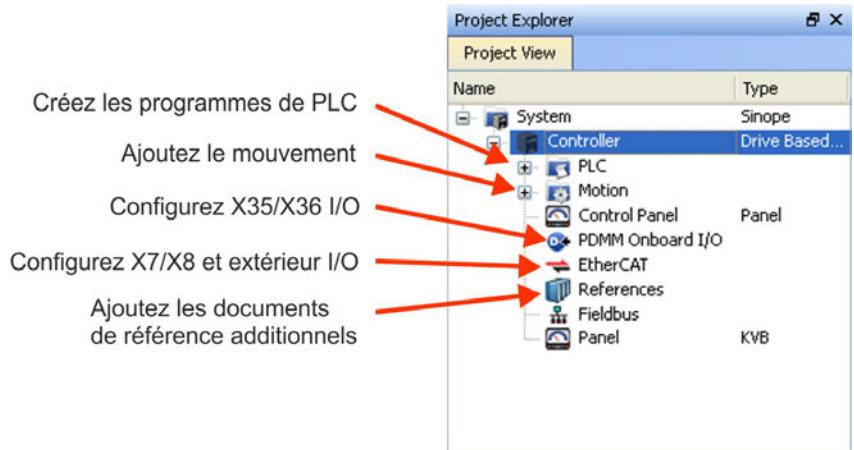 Project Explorer
Project View
Name Type
System Sinope
Controller Drive Based...
Créez les programmes de PLC
PLC
Ajoutez le mouvement
Motion
Configurez X35/X36 I/O
Control Panel Panel
PDMM Onboard I/O
Configurez X7/X8 et extérieur I/O
EtherCAT
Ajoutez les documents
de référence additionnels
References
Fieldbus
Panel KVB